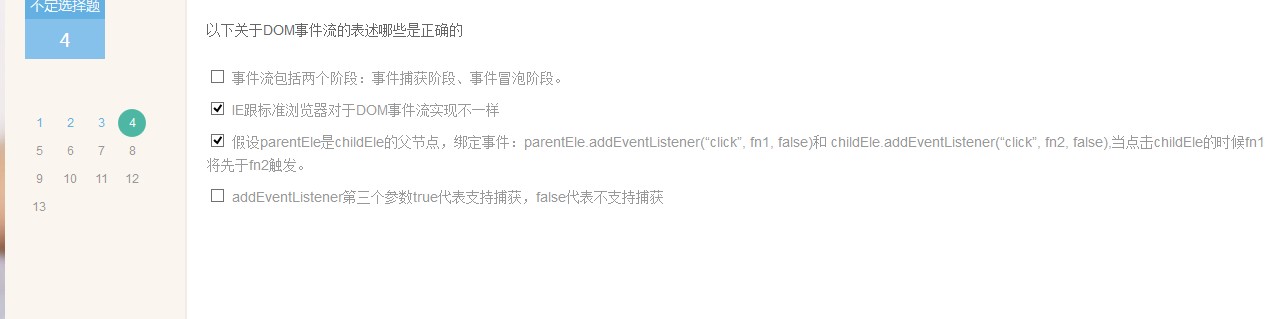 不定选择题
4
1 2 3 4
5 6 7 8
9 10 11 12
13
以下关于DOM事件流的表述哪些是正确的
事件流包括两个阶段：事件捕获阶段、事件冒泡阶段。
IE跟标准浏览器对于DOM事件流实现不一样
假设parentEle是childEle的父节点，绑定事件：parentEle.addEventListener(“click”, fn1, false)和 childEle.addEventListener(“click”, fn2, false),当点击childEle的时候fn1
将先于fn2触发。
addEventListener第三个参数true代表支持捕获，false代表不支持捕获